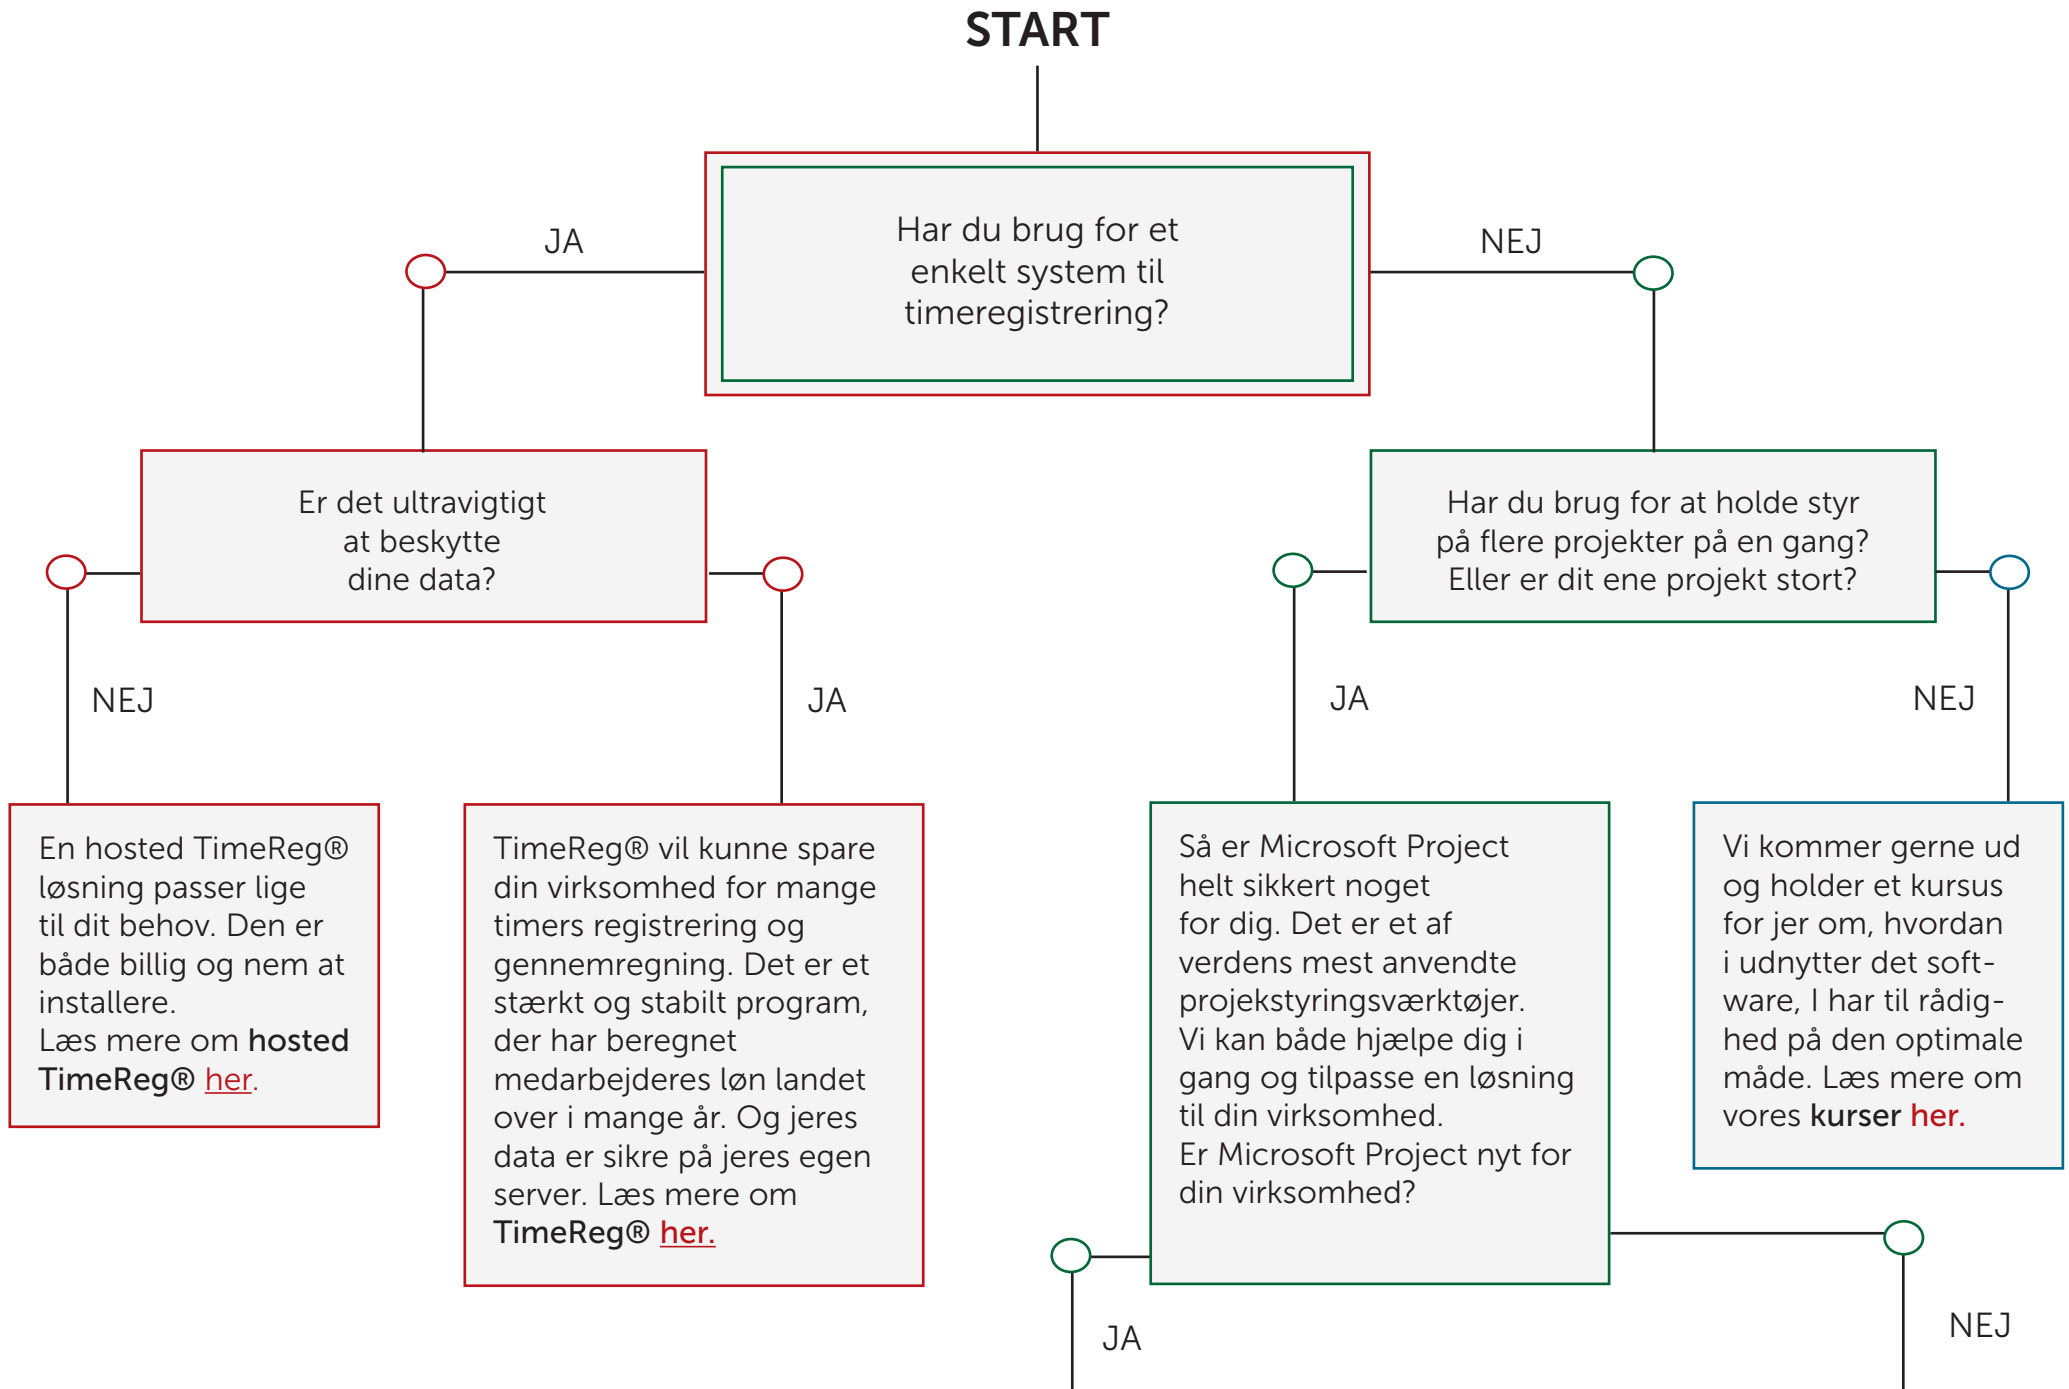 START
JA
Har du brug for et
enkelt system til
timeregistrering?
NEJ
Er det ultravigtigt
at beskytte
dine data?
Har du brug for at holde styr
på flere projekter på en gang?
Eller er dit ene projekt stort?
NEJ
JA
JA
NEJ
En hosted TimeReg®
løsning passer lige
til dit behov. Den er
både billig og nem at
installere.
Læs mere om hosted
TimeReg® her.
TimeReg® vil kunne spare
din virksomhed for mange
timers registrering og
gennemregning. Det er et
stærkt og stabilt program,
der har beregnet
medarbejderes løn landet
over i mange år. Og jeres
data er sikre på jeres egen
server. Læs mere om
TimeReg® her.
Så er Microsoft Project
helt sikkert noget
for dig. Det er et af
verdens mest anvendte
projekstyringsværktøjer.
Vi kan både hjælpe dig i
gang og tilpasse en løsning
til din virksomhed.
Er Microsoft Project nyt for
din virksomhed?
Vi kommer gerne ud
og holder et kursus
for jer om, hvordan
i udnytter det soft-
ware, I har til rådig-
hed på den optimale
måde. Læs mere om
vores kurser her.
JA
NEJ